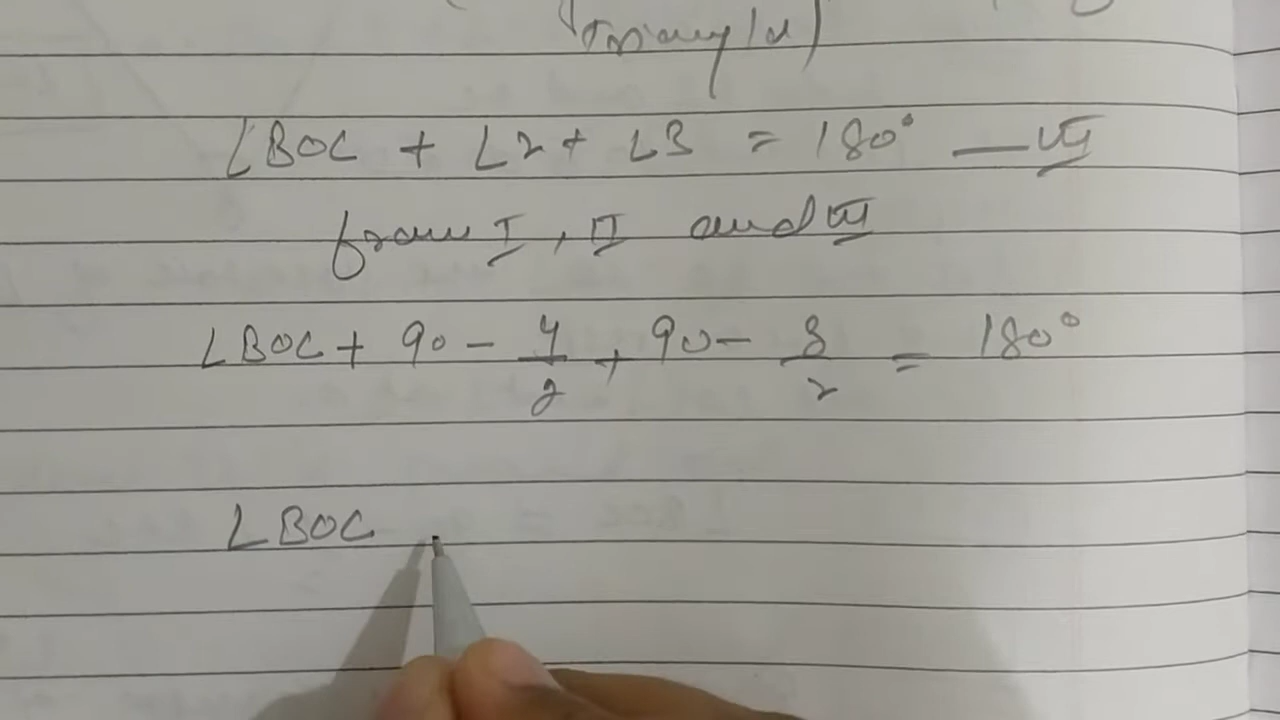 ∠BOC + ∠2 + ∠3 = 180° — VI
from I, II and VI
∠BOC + 90 - y/2 + 90 - z/2 = 180°
∠BOC